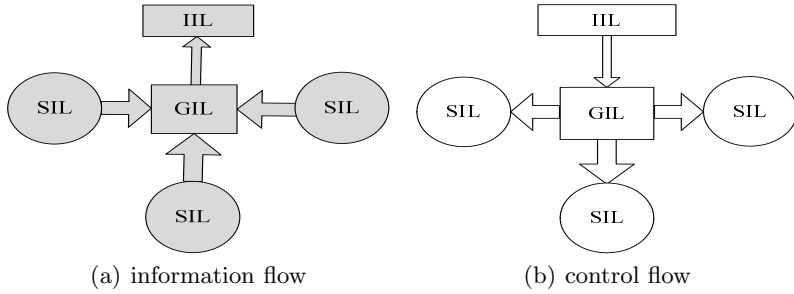 IIL
SIL
GIL
SIL
SIL
(a) information flow
IIL
SIL
GIL
SIL
SIL
(b) control flow